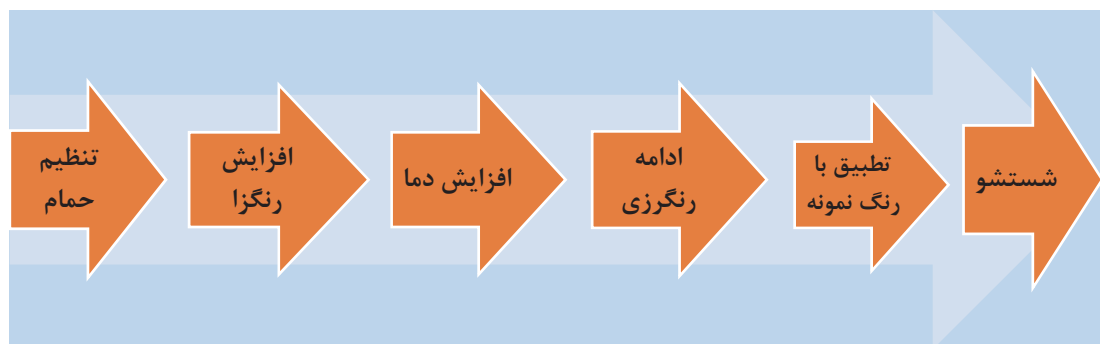 تنظیم
حمام
افزایش
رنگزا
افزایش دما
ادامه
رنگرزی
تطبیق با
رنگ نمونه
شستشو